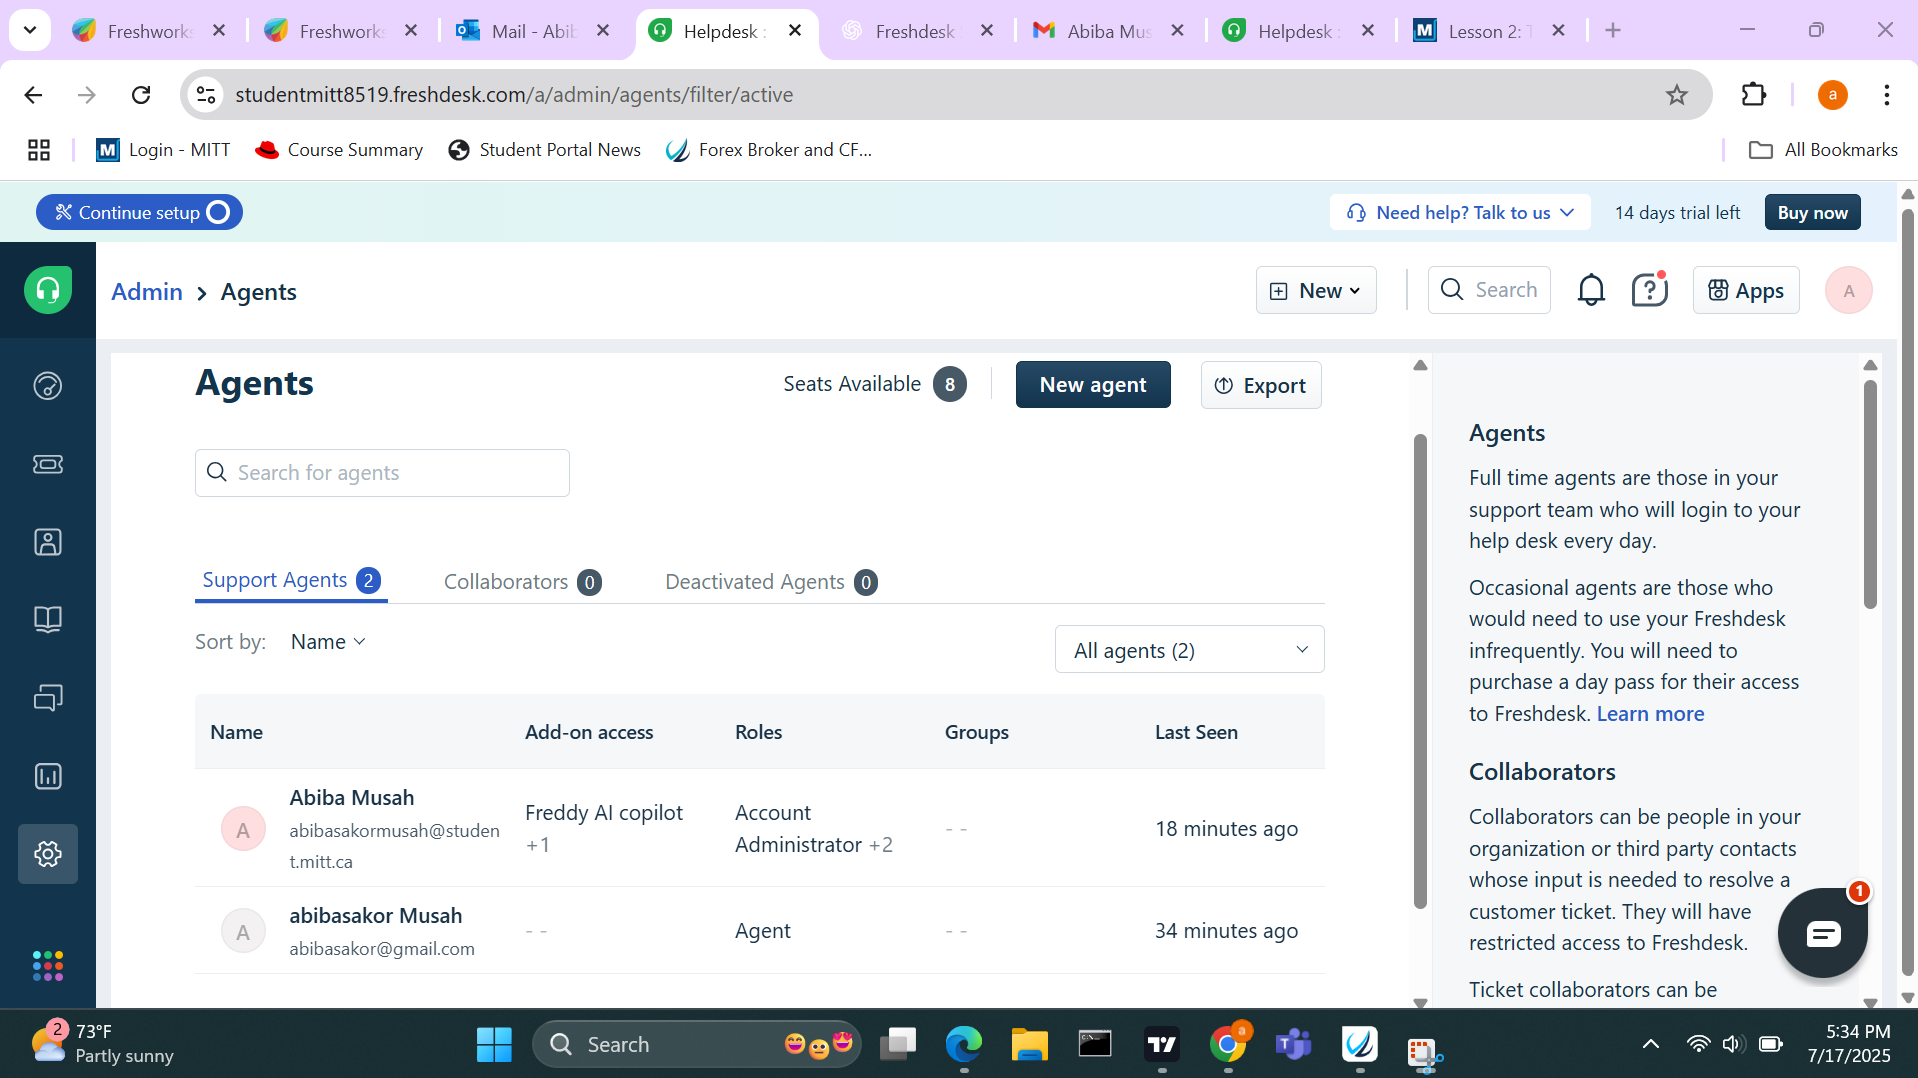 Freshworks
Freshworks
Mail - Abib
Helpdesk :
Freshdesk
Abiba Mus
Helpdesk :
Lesson 2: T
studentmitt8519.freshdesk.com/a/admin/agents/filter/active
a
Login - MITT
Course Summary
Student Portal News
Forex Broker and CF...
All Bookmarks
Continue setup
Need help? Talk to us
14 days trial left
Buy now
Admin > Agents
New
Search
Apps
A
Agents
Seats Available 8
New agent
Export
Search for agents
Support Agents 2
Collaborators 0
Deactivated Agents 0
Sort by: Name
All agents (2)
Name Add-on access Roles Groups Last Seen
A
Abiba Musah
abibasakormusah@studen
t.mitt.ca
Freddy AI copilot
+1
Account
Administrator +2
- -
18 minutes ago
A
abibasakor Musah
abibasakor@gmail.com
- -
Agent
- -
34 minutes ago
Agents
Full time agents are those in your
support team who will login to your
help desk every day.
Occasional agents are those who
would need to use your Freshdesk
infrequently. You will need to
purchase a day pass for their access
to Freshdesk. Learn more
Collaborators
Collaborators can be people in your
organization or third party contacts
whose input is needed to resolve a
customer ticket. They will have
restricted access to Freshdesk.
Ticket collaborators can be
1
2
73°F
Partly sunny
Search
a
5:34 PM
7/17/2025